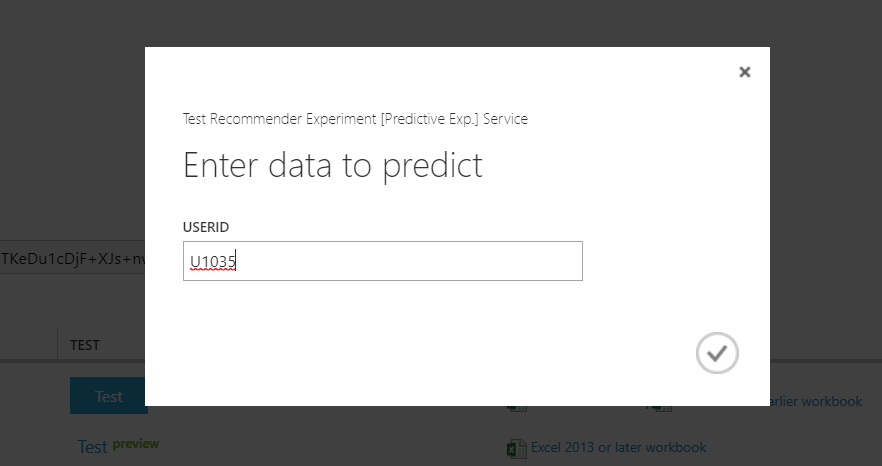 Test Recommender Experiment [Predictive Exp.] Service
Enter data to predict
USERID
U1035
TKeDu1cDjF+XJs+nv
TEST
Test
arlier workbook
Test preview
Excel 2013 or later workbook